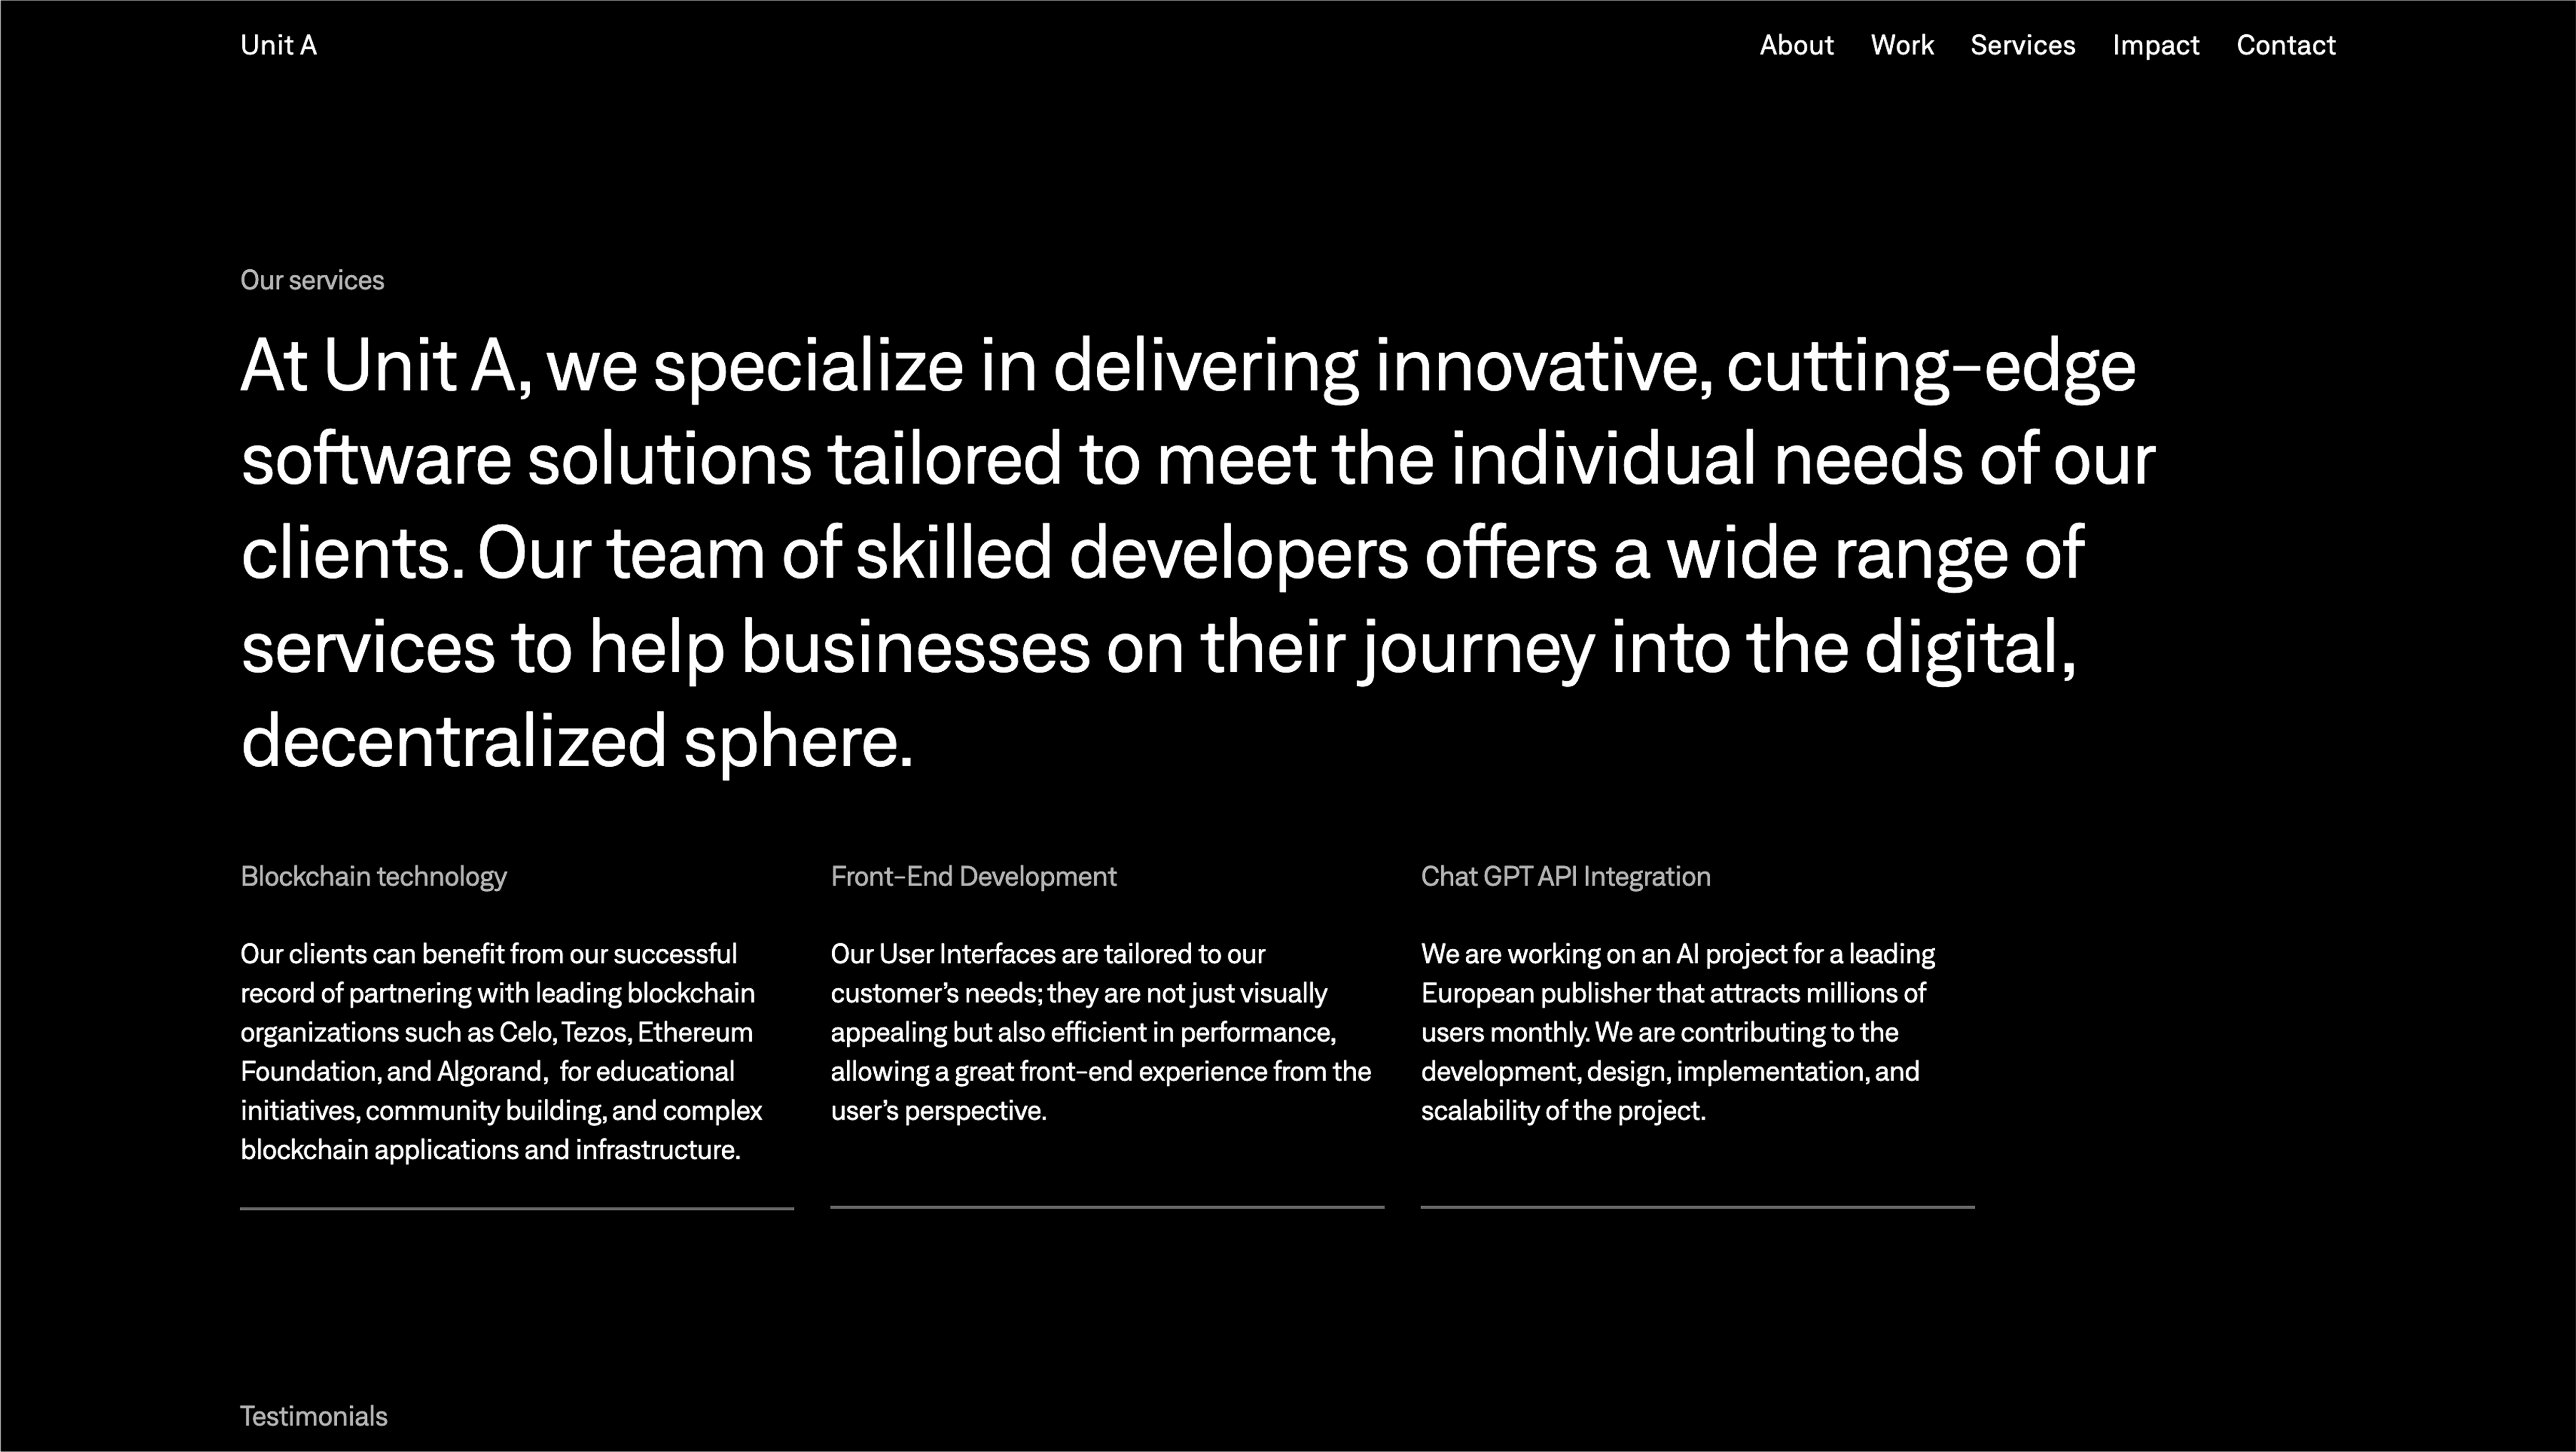 Unit A
About Work Services Impact Contact
Our services
At Unit A, we specialize in delivering innovative, cutting-edge
software solutions tailored to meet the individual needs of our
clients. Our team of skilled developers offers a wide range of
services to help businesses on their journey into the digital,
decentralized sphere.
Blockchain technology
Our clients can benefit from our successful
record of partnering with leading blockchain
organizations such as Celo, Tezos, Ethereum
Foundation, and Algorand,  for educational
initiatives, community building, and complex
blockchain applications and infrastructure.
Front-End Development
Our User Interfaces are tailored to our
customer’s needs; they are not just visually
appealing but also efficient in performance,
allowing a great front-end experience from the
user’s perspective.
Chat GPT API Integration
We are working on an AI project for a leading
European publisher that attracts millions of
users monthly. We are contributing to the
development, design, implementation, and
scalability of the project.
Testimonials